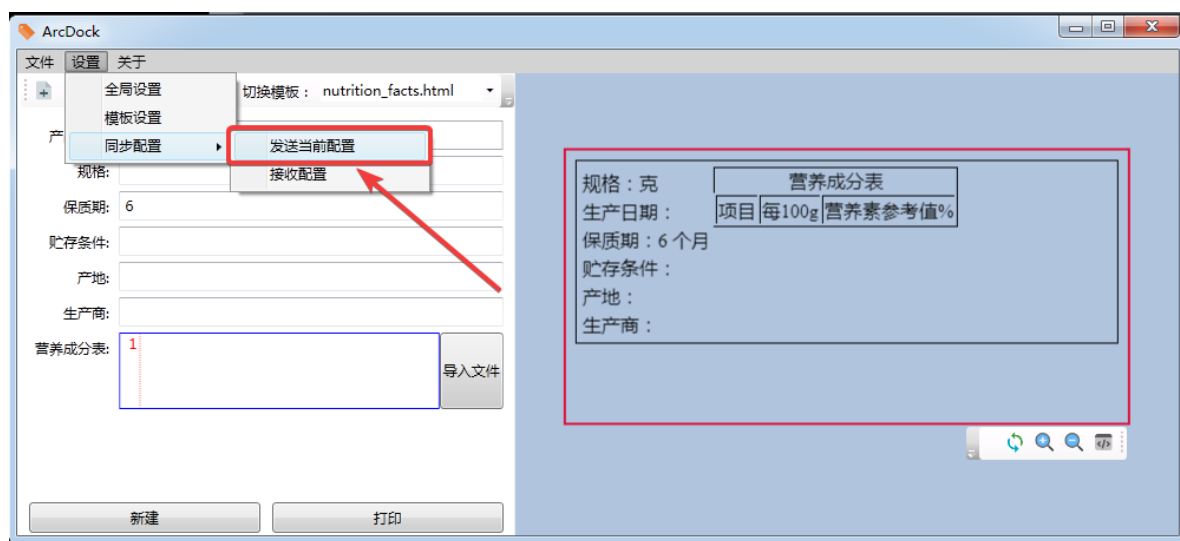 ArcDock
文件 设置 关于
全局设置
模板设置
同步配置
发送当前配置
接收配置
切换模板： nutrition_facts.html
产
规格:
保质期: 6
贮存条件:
产地:
生产商:
营养成分表: 1
导入文件
新建 打印
规格：克
生产日期：
保质期：6 个月
贮存条件：
产地：
生产商：
营养成分表
项目 每100g 营养素参考值%